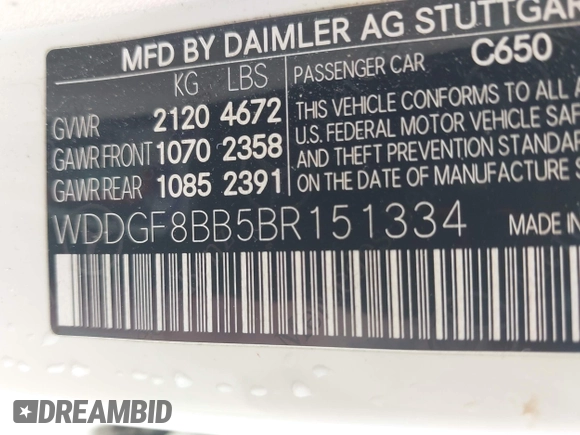 MFD BY DAIMLER AG STUTTGAR
KG LBS
PASSENGER CAR C650
GVWR 2120 4672
GAWR FRONT 1070 2358
GAWR REAR 1085 2391
THIS VEHICLE CONFORMS TO ALL A
U.S. FEDERAL MOTOR VEHICLE SAF
AND THEFT PREVENTION STANDAR
ON THE DATE OF MANUFACTURE S
WDDGF8BB5BR151334 MADE IN
DREAMBID